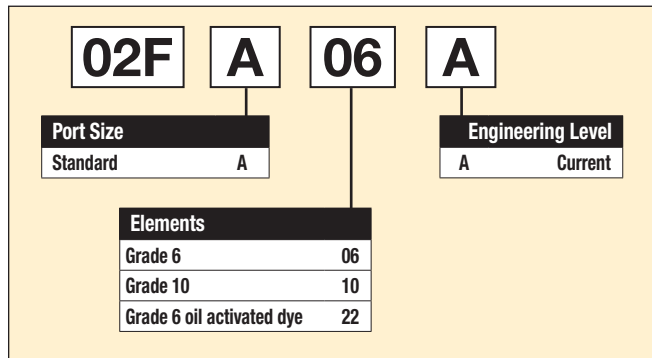 02F A 06 A
Port Size
Standard A
Engineering Level
A Current
Elements
Grade 6 06
Grade 10 10
Grade 6 oil activated dye 22